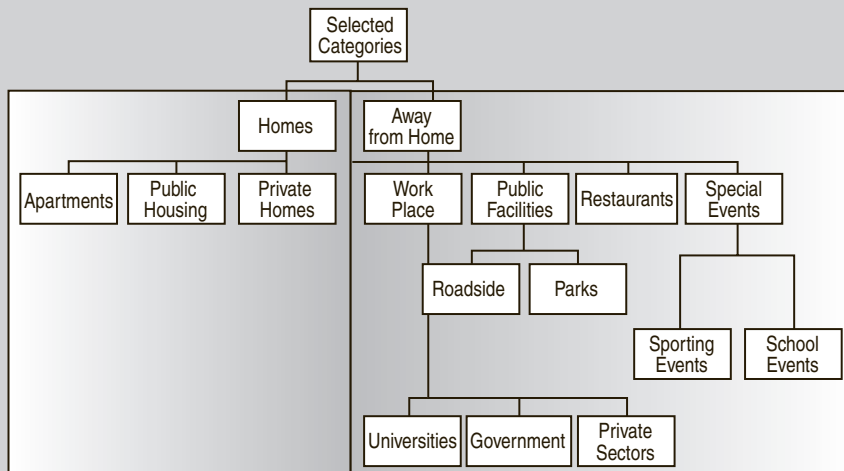 Selected
Categories
Homes
Away
from Home
Apartments
Public
Housing
Private
Homes
Work
Place
Public
Facilities
Restaurants
Special
Events
Roadside
Parks
Sporting
Events
School
Events
Universities
Government
Private
Sectors